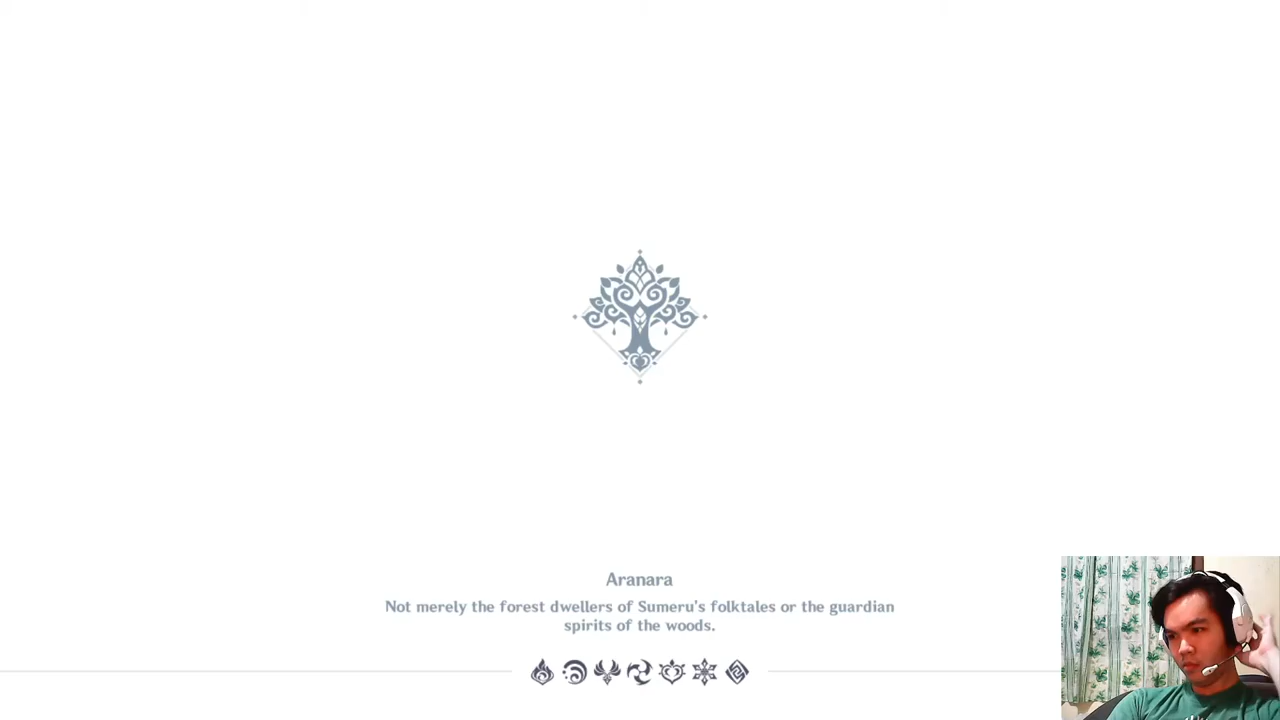 Aranara
Not merely the forest dwellers of Sumeru's folktales or the guardian
spirits of the woods.